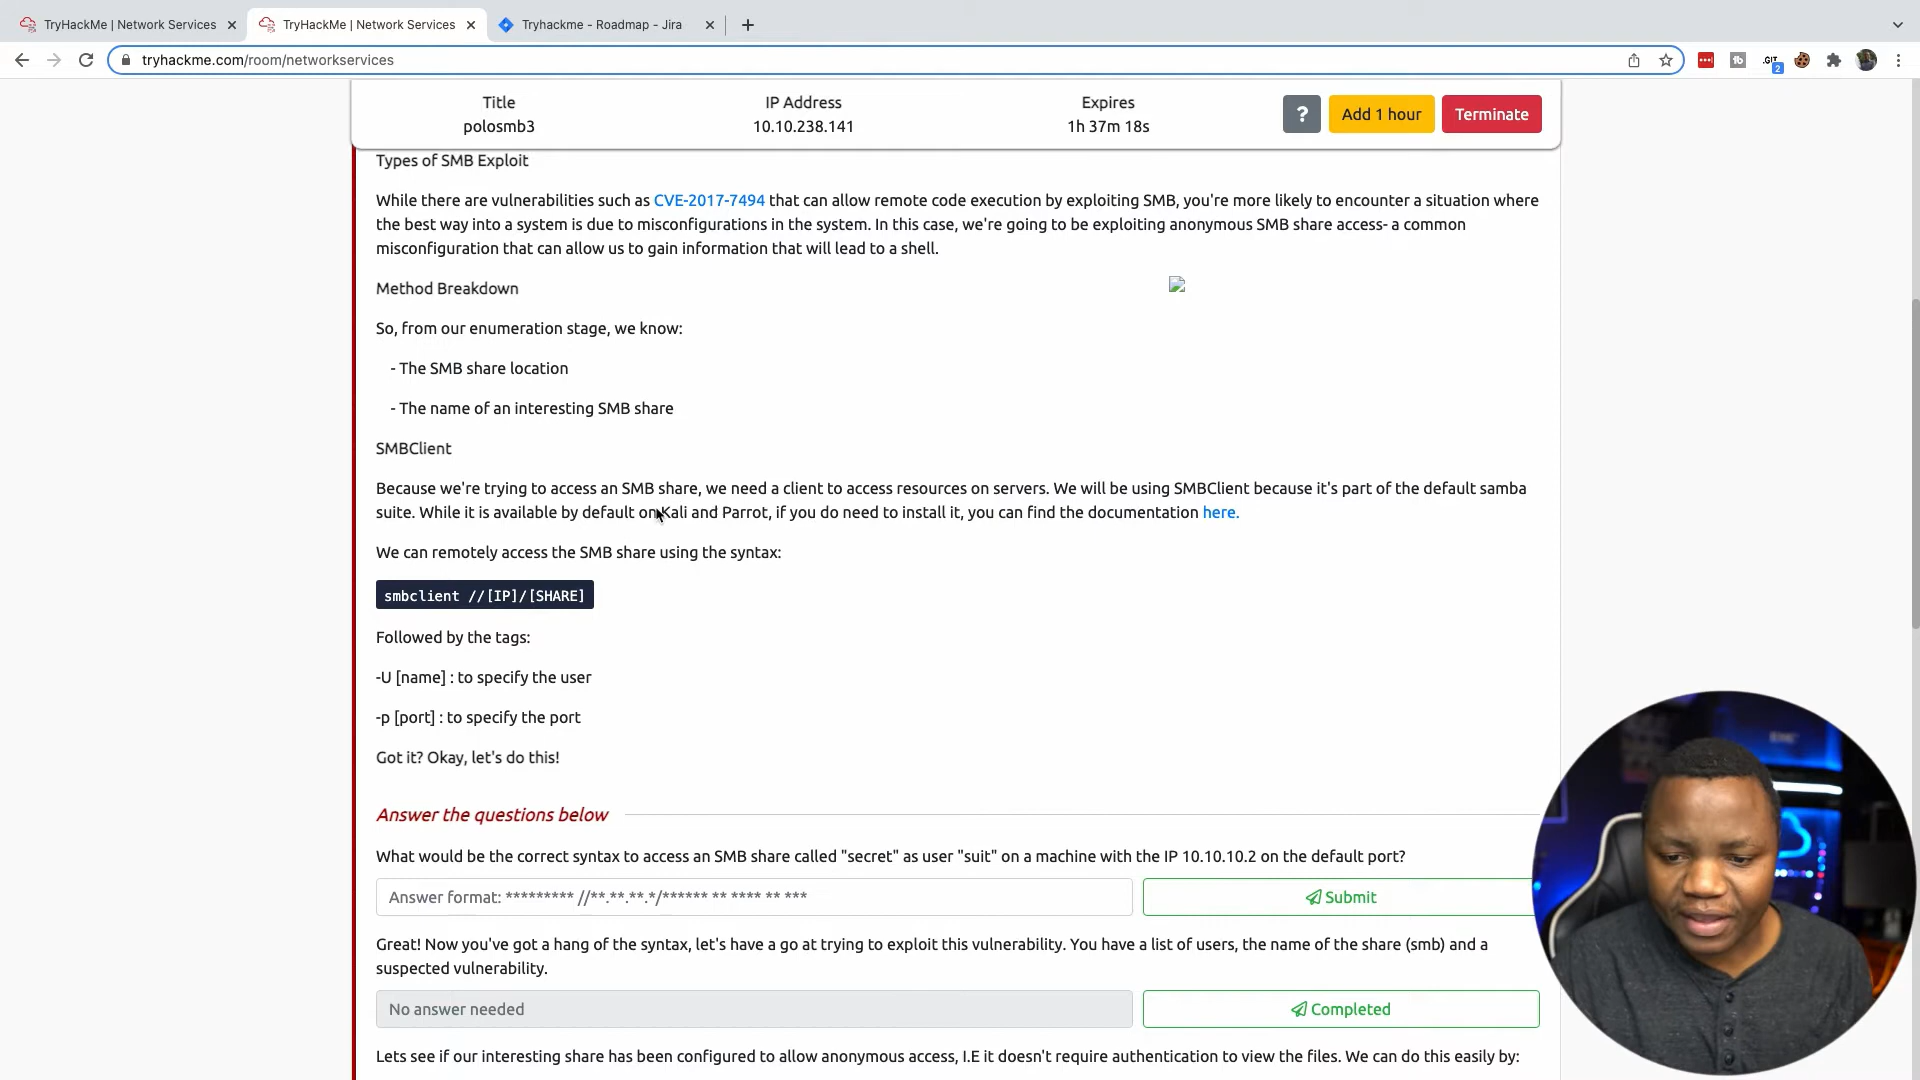 TryHackMe | Network Services
TryHackMe | Network Services
Tryhackme - Roadmap - Jira
tryhackme.com/room/networkservices
.GIT
2
Title
polosmb3
IP Address
10.10.238.141
Expires
1h 37m 18s
?
Add 1 hour
Terminate
Types of SMB Exploit
While there are vulnerabilities such as CVE-2017-7494 that can allow remote code execution by exploiting SMB, you're more likely to encounter a situation where
the best way into a system is due to misconfigurations in the system. In this case, we're going to be exploiting anonymous SMB share access- a common
misconfiguration that can allow us to gain information that will lead to a shell.
Method Breakdown
So, from our enumeration stage, we know:
- The SMB share location
- The name of an interesting SMB share
SMBClient
Because we're trying to access an SMB share, we need a client to access resources on servers. We will be using SMBClient because it's part of the default samba
suite. While it is available by default on Kali and Parrot, if you do need to install it, you can find the documentation here.
We can remotely access the SMB share using the syntax:
smbclient //[IP]/[SHARE]
Followed by the tags:
-U [name] : to specify the user
-p [port] : to specify the port
Got it? Okay, let's do this!
Answer the questions below
What would be the correct syntax to access an SMB share called "secret" as user "suit" on a machine with the IP 10.10.10.2 on the default port?
Answer format: ********* //**.**.**.*/****** ** **** ** ***
Submit
Great! Now you've got a hang of the syntax, let's have a go at trying to exploit this vulnerability. You have a list of users, the name of the share (smb) and a
suspected vulnerability.
No answer needed
Completed
Lets see if our interesting share has been configured to allow anonymous access, I.E it doesn't require authentication to view the files. We can do this easily by: